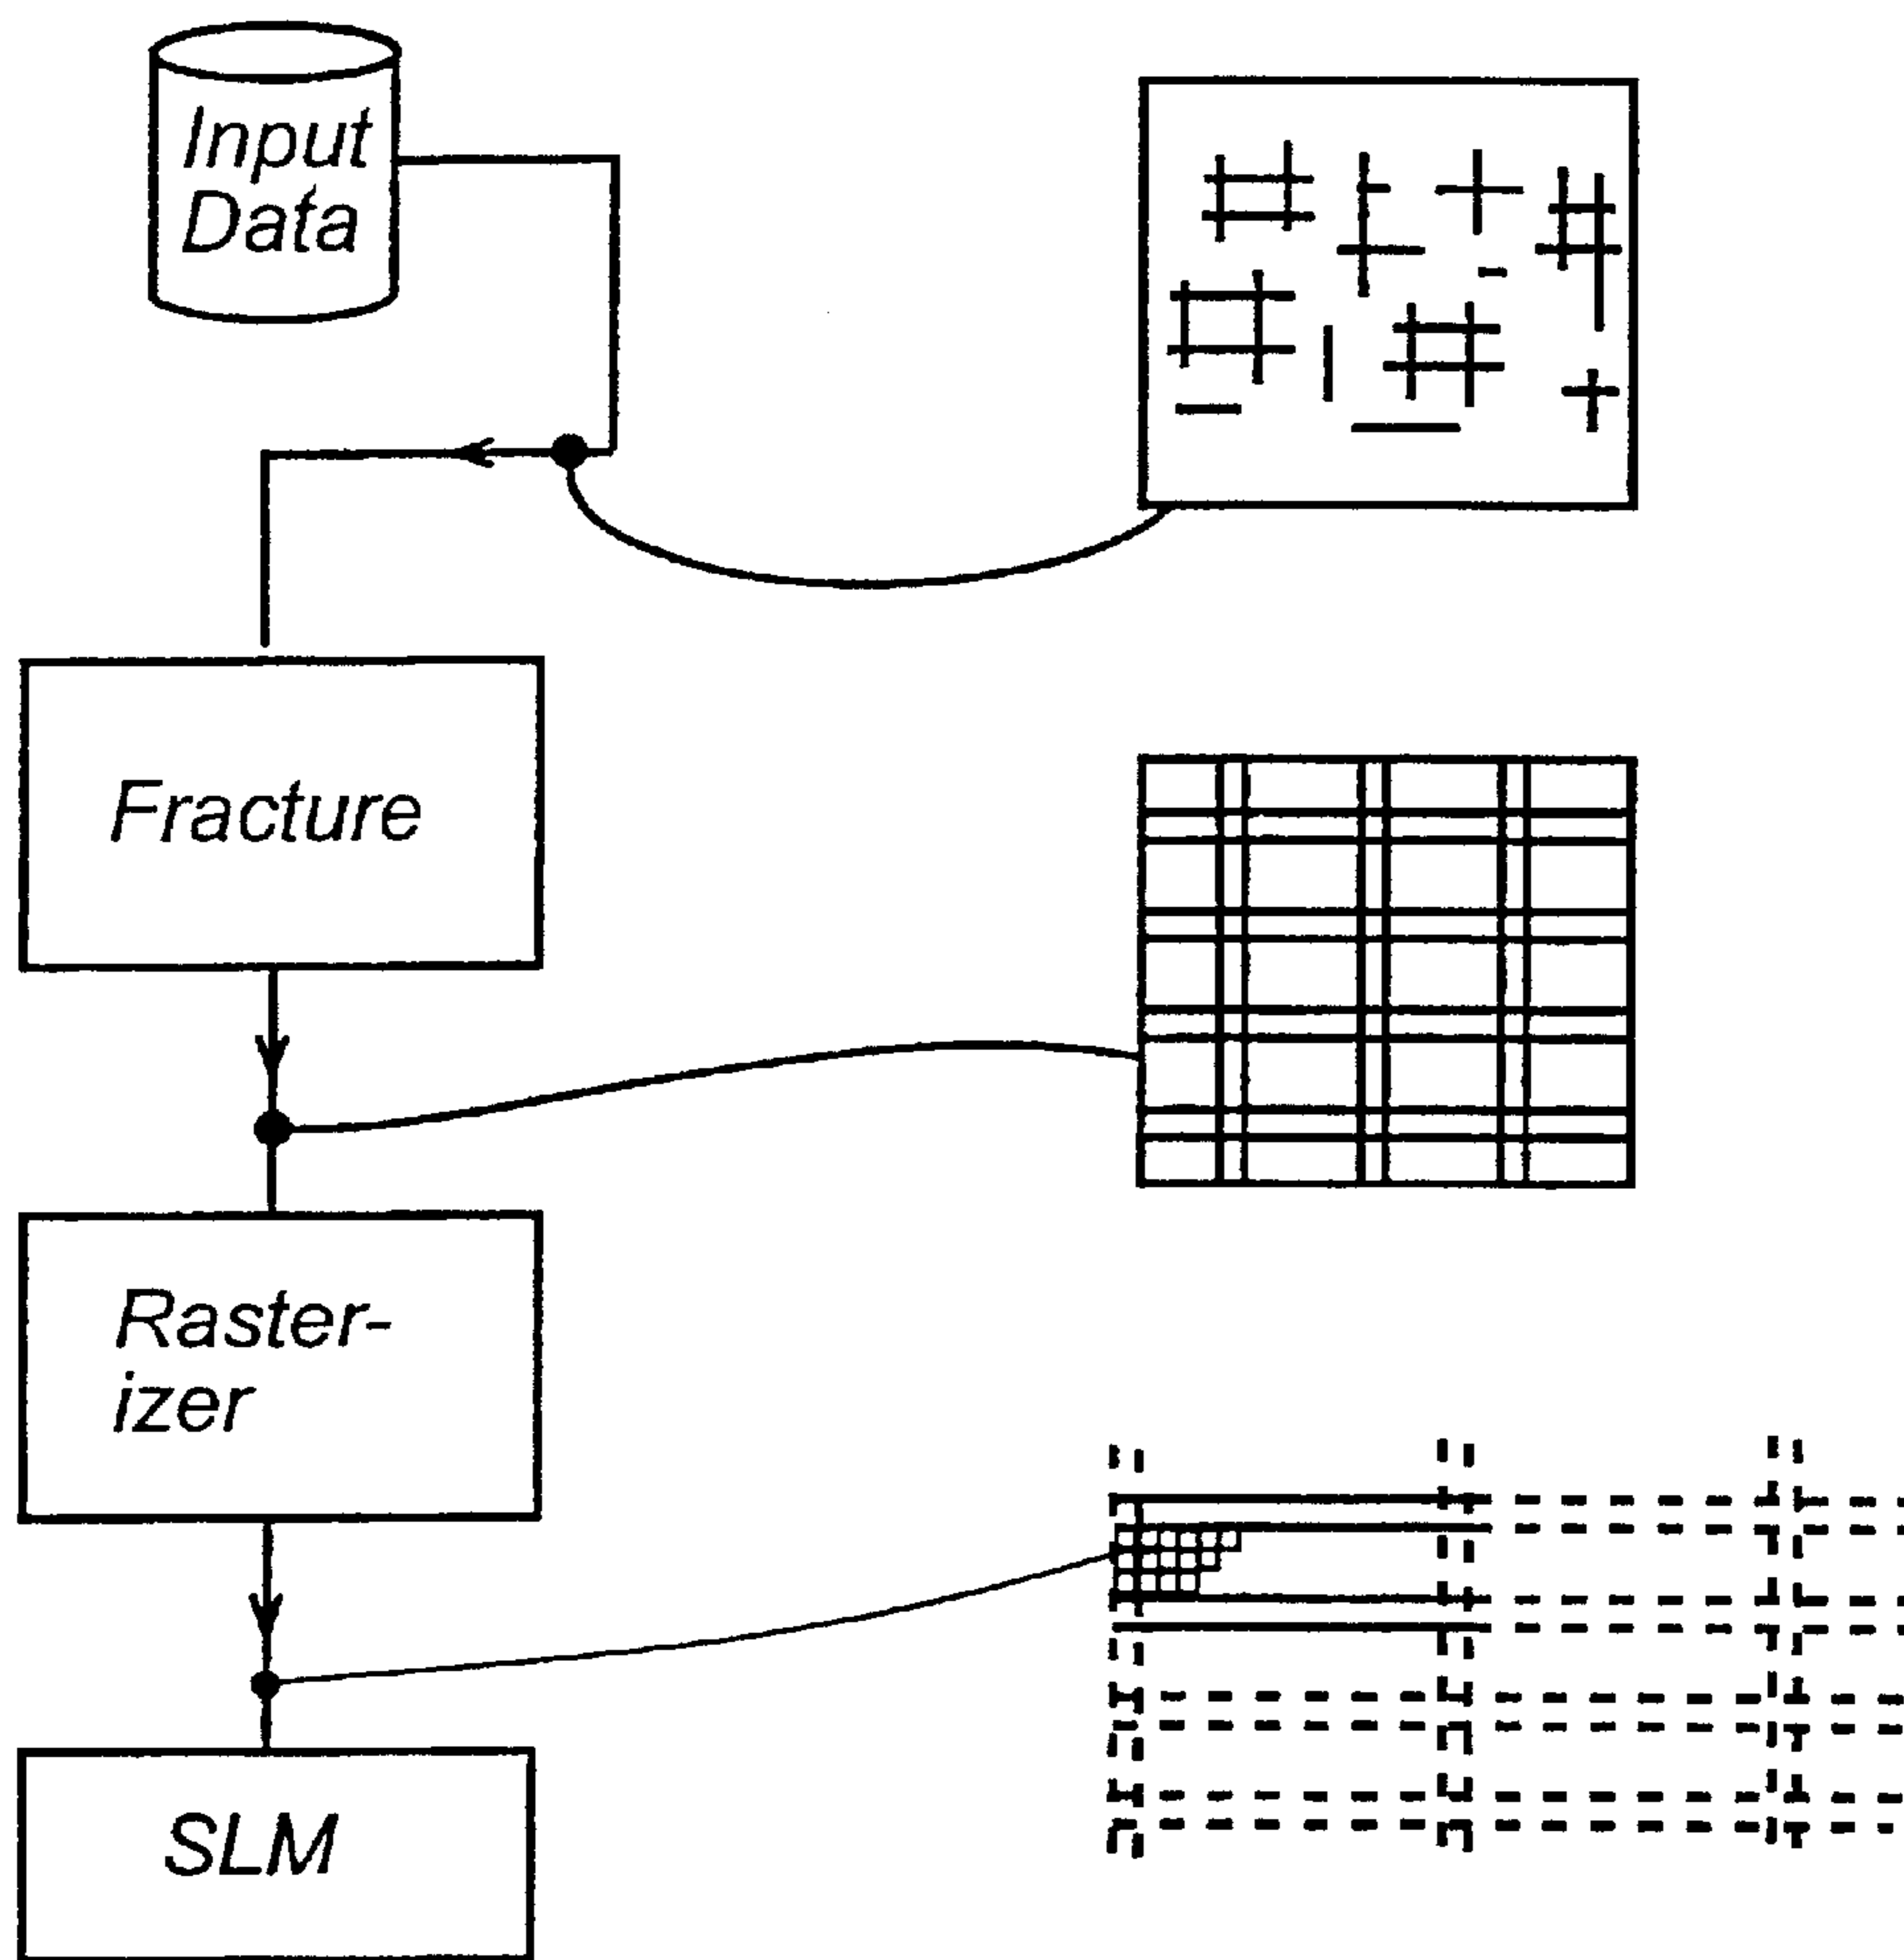 Input
Data
Fracture
Raster-
izer
SLM